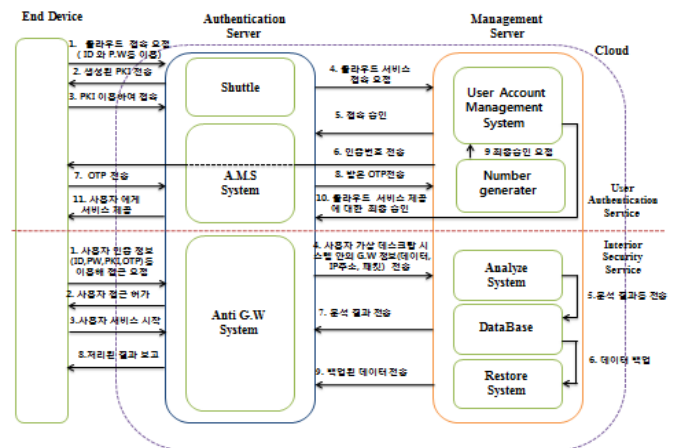 End Device
Authentication
Server
Management
Server
Cloud
1. 클라우드 접속 요청
( ID 와 P.W등 이용)
2. 생성된 PKI 전송
3. PKI 이용하여 접속
Shuttle
4. 클라우드 서비스
접속 요청
5. 접속 승인
User Account
Management
System
6. 인증번호 전송
9 최종승인 요청
7. OTP 전송
A.M.S
System
8. 받은 OTP전송
Number
generater
11. 사용자 에게
서비스 제공
10. 클라우드 서비스 제공
에 대한 최종 승인
User
Authentication
Service
1. 사용자 인증 정보
(ID,PW,PKI,OTP)등
이용해 접근 요청
2. 사용자 접근 허가
3.사용자 서비스 시작
8.처리된 결과 보고
Anti G.W
System
4. 사용자 가상 데스크탑 시
스템 안의 G.W 정보(데이터,
IP주소, 패킷) 전송
7. 분석 결과 전송
9. 백업된 데이터 전송
Interior
Security
Service
Analyze
System
5.분석 결과등 전송
DataBase
6. 데이터 백업
Restore
System